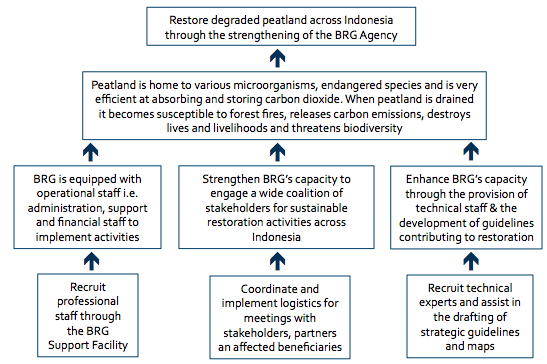 Restore degraded peatland across Indonesia
through the strengthening of the BRG Agency
Peatland is home to various microorganisms, endangered species and is very
efficient at absorbing and storing carbon dioxide. When peatland is drained
it becomes susceptible to forest fires, releases carbon emissions, destroys
lives and livelihoods and threatens biodiversity
BRG is equipped with
operational staff i.e.
administration, support
and financial staff to
implement activities
Strengthen BRG's capacity to
engage a wide coalition of
stakeholders for sustainable
restoration activities across
Indonesia
Enhance BRG's capacity
through the provision of
technical staff & the
development of guidelines
contributing to restoration
Recruit
professional
staff through
the BRG
Support Facility
Coordinate and
implement logistics for
meetings with
stakeholders, partners
an affected beneficiaries
Recruit technical
experts and assist in
the drafting of
strategic guidelines
and maps